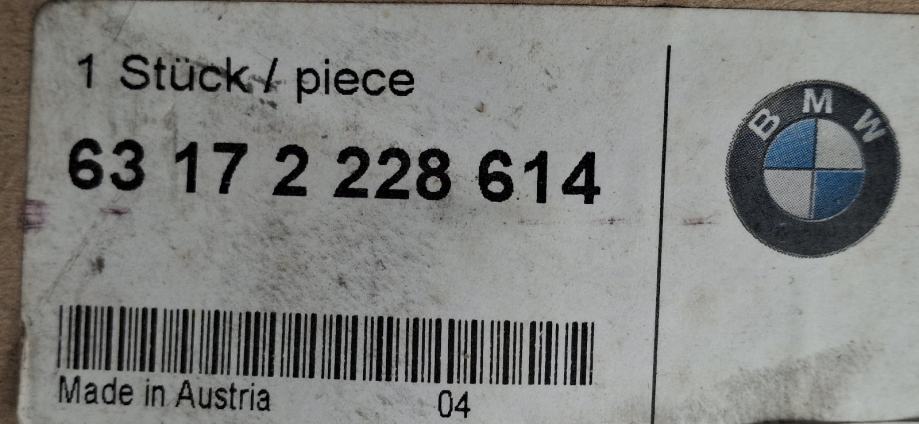 1 Stück / piece
63 17 2 228 614
BMW
Made in Austria 04